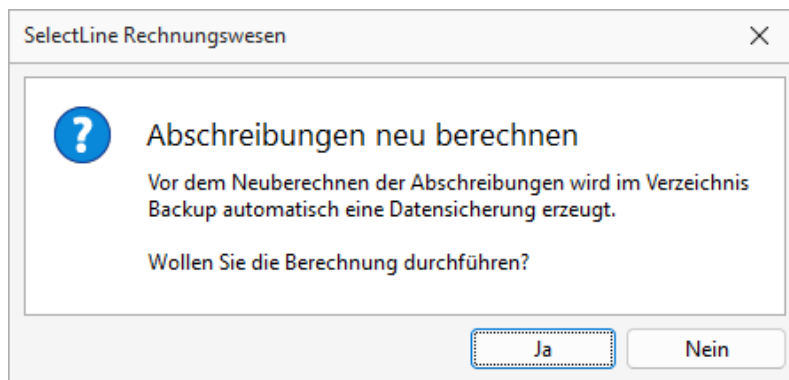 SelectLine Rechnungswesen
Abschreibungen neu berechnen
Vor dem Neuberechnen der Abschreibungen wird im Verzeichnis
Backup automatisch eine Datensicherung erzeugt.
Wollen Sie die Berechnung durchführen?
Ja
Nein